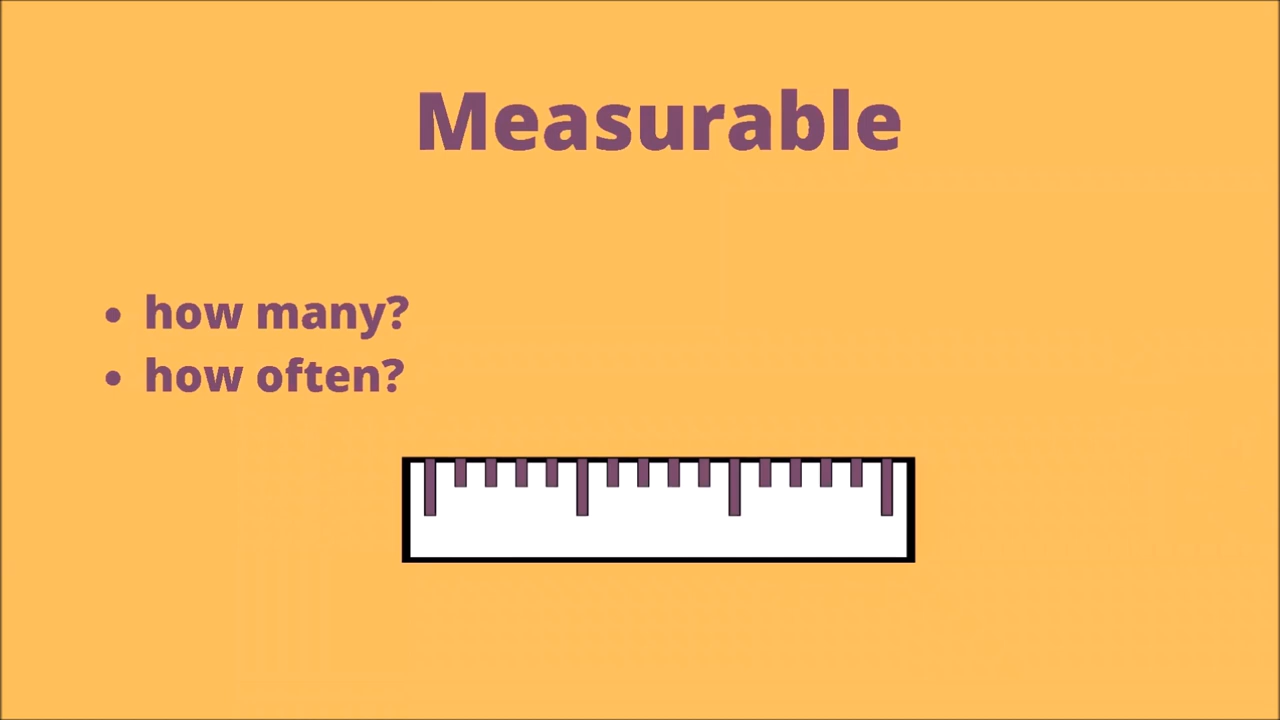 Measurable
• how many?
• how often?